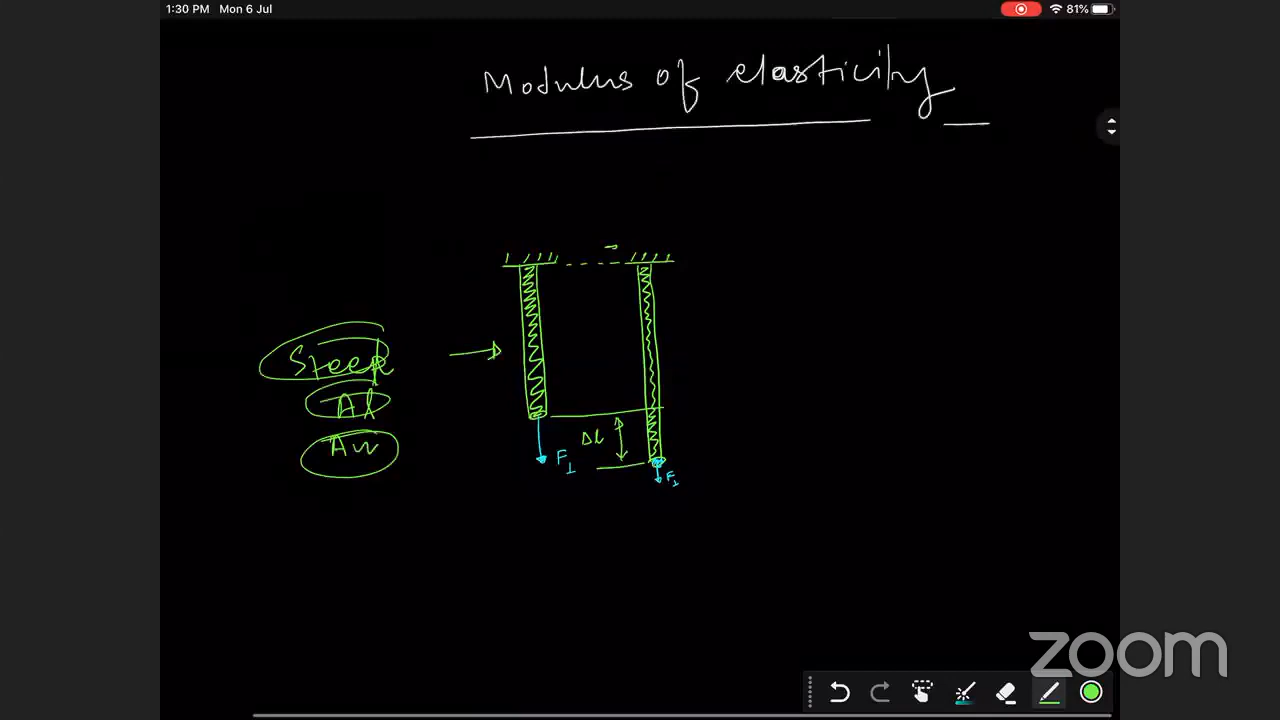 1:30 PM Mon 6 Jul
81%
Modulus of elasticity
Steel
Al
Au
Δl
F⊥
F⊥
zoom